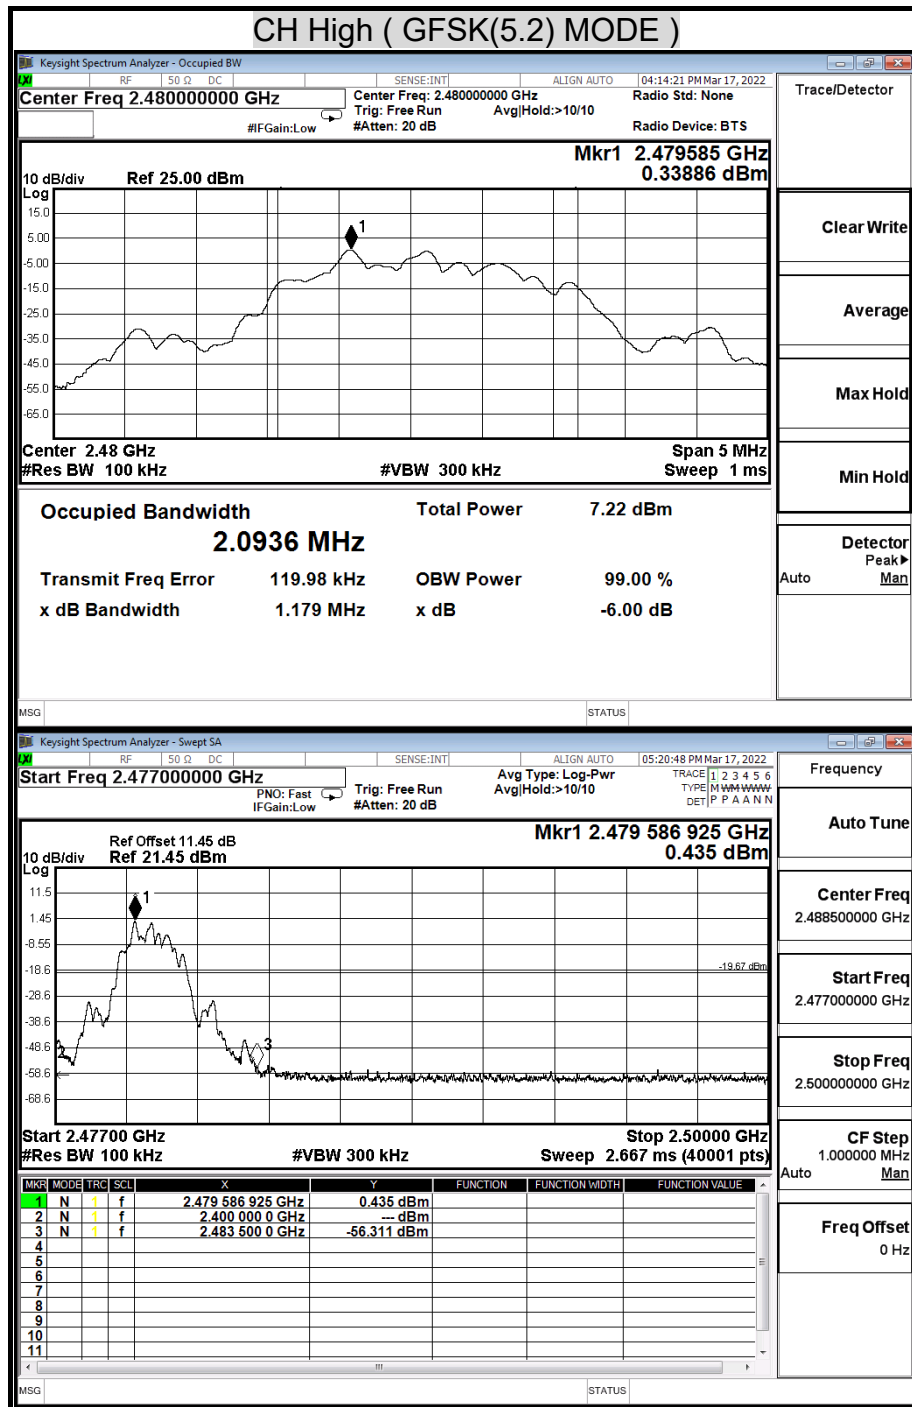 CH High ( GFSK(5.2) MODE )
Keysight Spectrum Analyzer - Occupied BW
LXI RF 50 Ω DC SENSE:INT ALIGN AUTO 04:14:21 PM Mar 17, 2022
Center Freq 2.480000000 GHz
Center Freq: 2.480000000 GHz Radio Std: None
Trig: Free Run Avg|Hold:>10/10
#IFGain:Low #Atten: 20 dB Radio Device: BTS
Trace/Detector
Mkr1 2.479585 GHz
0.33886 dBm
10 dB/div Ref 25.00 dBm
Log
15.0
5.00
-5.00
-15.0
-25.0
-35.0
-45.0
-55.0
-65.0
1
Clear Write
Average
Max Hold
Min Hold
Detector
Peak▶
Auto Man
Center 2.48 GHz Span 5 MHz
#Res BW 100 kHz #VBW 300 kHz Sweep 1 ms
Occupied Bandwidth Total Power 7.22 dBm
2.0936 MHz
Transmit Freq Error 119.98 kHz OBW Power 99.00 %
x dB Bandwidth 1.179 MHz x dB -6.00 dB
MSG STATUS
Keysight Spectrum Analyzer - Swept SA
LXI RF 50 Ω DC SENSE:INT ALIGN AUTO 05:20:48 PM Mar 17, 2022
Start Freq 2.477000000 GHz
Avg Type: Log-Pwr TRACE 1 2 3 4 5 6
PNO: Fast Trig: Free Run Avg|Hold:>10/10 TYPE M WM WWW
IFGain:Low #Atten: 20 dB DET P P A A N N
Frequency
Mkr1 2.479 586 925 GHz
0.435 dBm
Ref Offset 11.45 dB
10 dB/div Ref 21.45 dBm
Log
11.5
1.45
-8.55
-18.6
-28.6
-38.6
-48.6
-58.6
-68.6
1
2
3
-19.67 dBm
Auto Tune
Center Freq
2.488500000 GHz
Start Freq
2.477000000 GHz
Stop Freq
2.500000000 GHz
CF Step
1.000000 MHz
Auto Man
Freq Offset
0 Hz
Start 2.47700 GHz Stop 2.50000 GHz
#Res BW 100 kHz #VBW 300 kHz Sweep 2.667 ms (40001 pts)
MKR MODE TRC SCL X Y FUNCTION FUNCTION WIDTH FUNCTION VALUE
1 N 1 f 2.479 586 925 GHz 0.435 dBm
2 N 1 f 2.400 000 0 GHz --- dBm
3 N 1 f 2.483 500 0 GHz -56.311 dBm
4
5
6
7
8
9
10
11
MSG STATUS